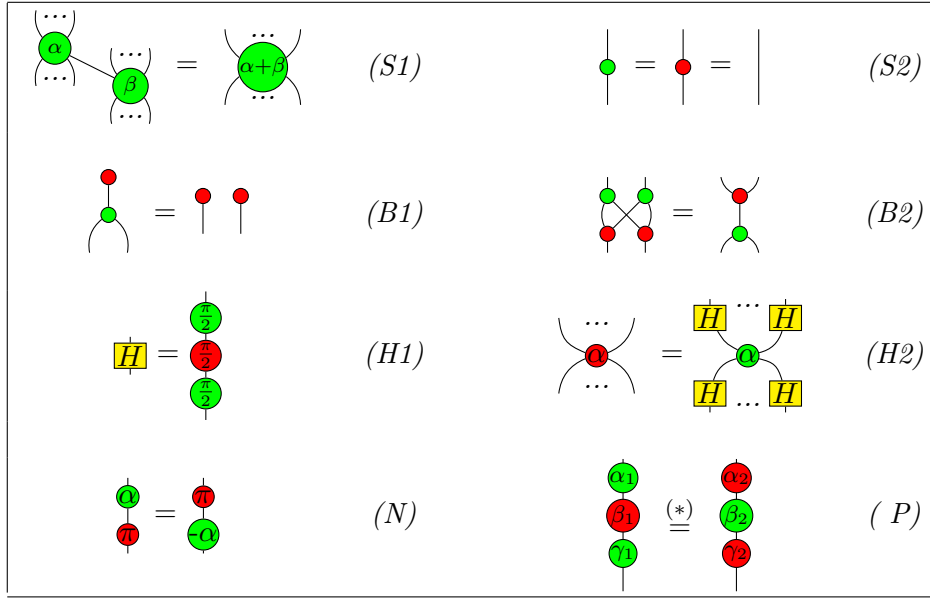 ... ...
α ... = α+β (S1) = = (S2)
... β ...
...
= (B1) = (B2)
π/2 ... H ... H
H = π/2 (H1) α = α (H2)
π/2 ... H ... H
α π α1 α2
= (N) β1 (*)= β2 ( P)
π -α γ1 γ2